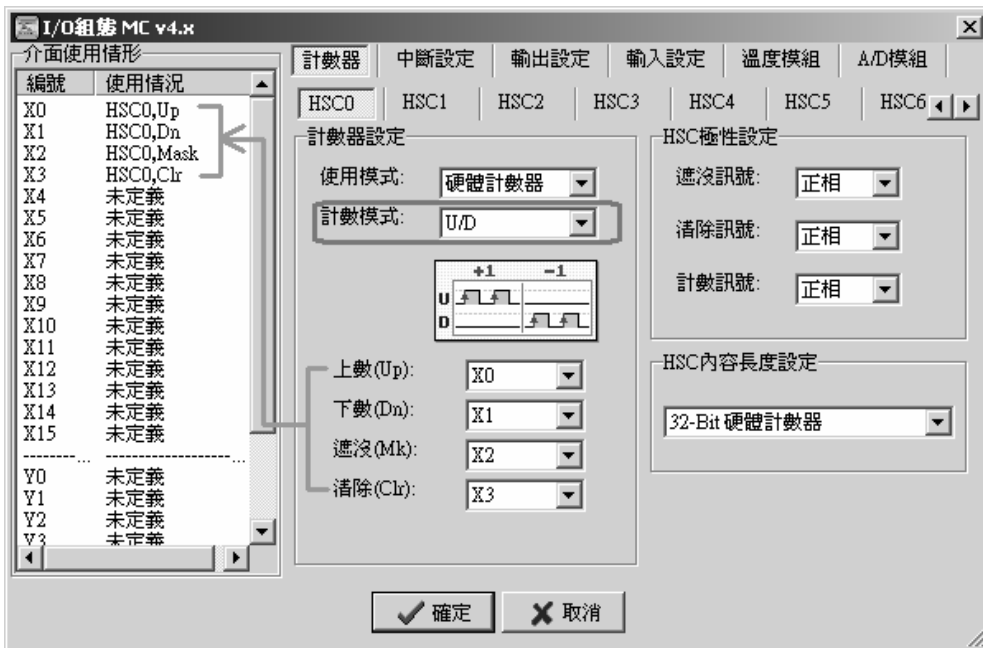 I/O組態 MC v4.x
介面使用情形
編號 使用情況
X0 HSC0,Up
X1 HSC0,Dn
X2 HSC0,Mask
X3 HSC0,Clr
X4 未定義
X5 未定義
X6 未定義
X7 未定義
X8 未定義
X9 未定義
X10 未定義
X11 未定義
X12 未定義
X13 未定義
X14 未定義
X15 未定義
--------... -------------------...
Y0 未定義
Y1 未定義
Y2 未定義
Y3 未定義
計數器 中斷設定 輸出設定 輸入設定 溫度模組 A/D模組
HSC0 HSC1 HSC2 HSC3 HSC4 HSC5 HSC6
計數器設定
使用模式: 硬體計數器
計數模式: U/D
+1 -1
U
D
上數(Up): X0
下數(Dn): X1
遮沒(Mk): X2
清除(Clr): X3
HSC極性設定
遮沒訊號: 正相
清除訊號: 正相
計數訊號: 正相
HSC內容長度設定
32-Bit 硬體計數器
確定 取消